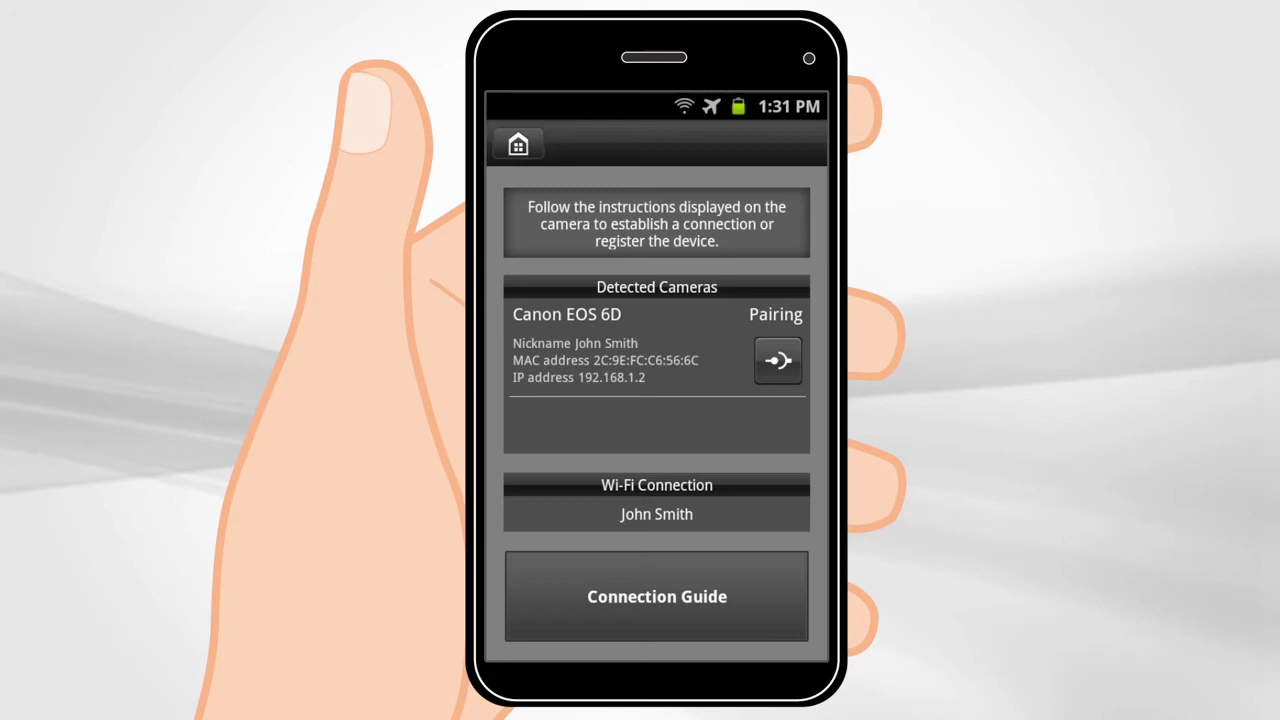 1:31 PM
Follow the instructions displayed on the
camera to establish a connection or
register the device.
Detected Cameras
Canon EOS 6D Pairing
Nickname John Smith
MAC address 2C:9E:FC:C6:56:6C
IP address 192.168.1.2
Wi-Fi Connection
John Smith
Connection Guide